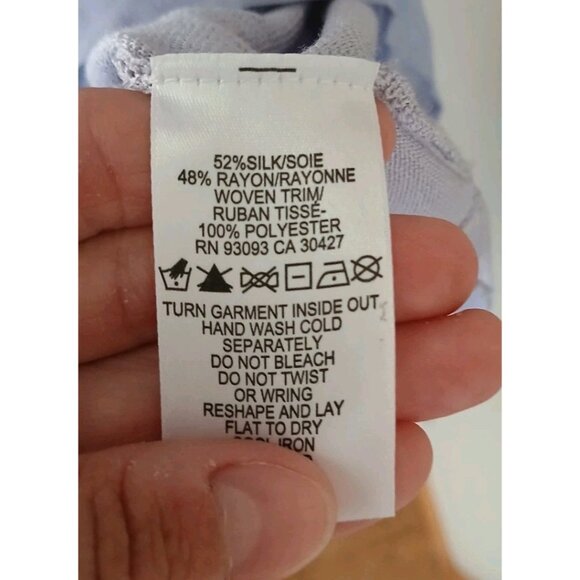 52%SILK/SOIE
48% RAYON/RAYONNE
WOVEN TRIM/
RUBAN TISSÉ-
100% POLYESTER
RN 93093 CA 30427
TURN GARMENT INSIDE OUT
HAND WASH COLD
SEPARATELY
DO NOT BLEACH
DO NOT TWIST
OR WRING
RESHAPE AND LAY
FLAT TO DRY
COOL IRON